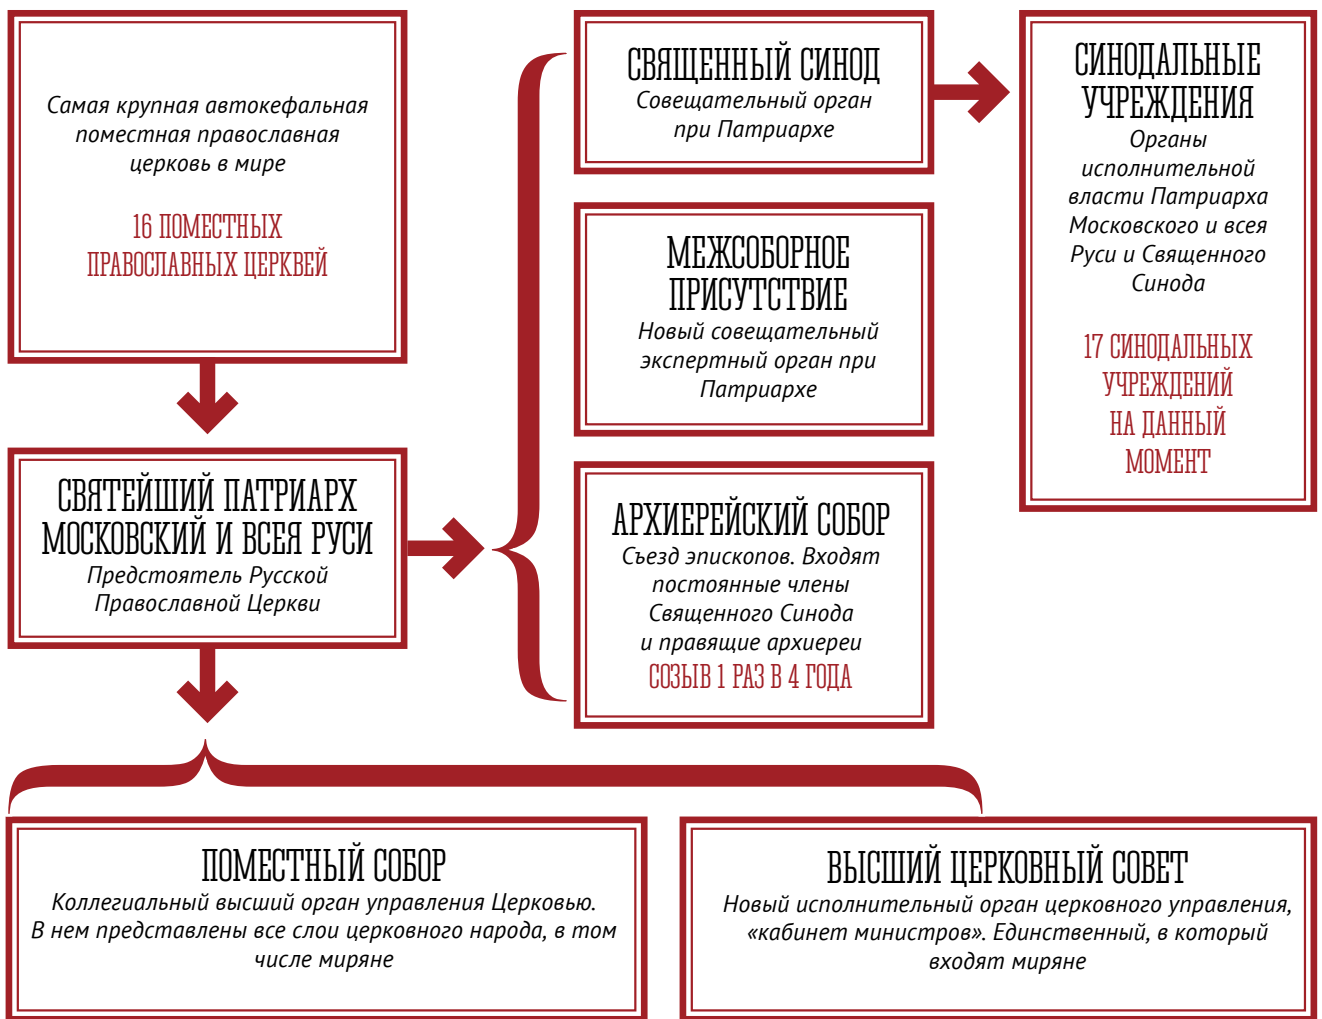 Самая крупная автокефальная
поместная православная
церковь в мире
16 ПОМЕСТНЫХ
ПРАВОСЛАВНЫХ ЦЕРКВЕЙ
СВЯТЕЙШИЙ ПАТРИАРХ
МОСКОВСКИЙ И ВСЕЯ РУСИ
Предстоятель Русской
Православной Церкви
СВЯЩЕННЫЙ СИНОД
Совещательный орган
при Патриархе
МЕЖСОБОРНОЕ
ПРИСУТСТВИЕ
Новый совещательный
экспертный орган при
Патриархе
АРХИЕРЕЙСКИЙ СОБОР
Съезд эпископов. Входят
постоянные члены
Священного Синода
и правящие архиереи
СОЗЫВ 1 РАЗ В 4 ГОДА
СИНОДАЛЬНЫЕ
УЧРЕЖДЕНИЯ
Органы
исполнительной
власти Патриарха
Московского и всея
Руси и Священного
Синода
17 СИНОДАЛЬНЫХ
УЧРЕЖДЕНИЙ
НА ДАННЫЙ
МОМЕНТ
ПОМЕСТНЫЙ СОБОР
Коллегиальный высший орган управления Церковью.
В нем представлены все слои церковного народа, в том
числе миряне
ВЫСШИЙ ЦЕРКОВНЫЙ СОВЕТ
Новый исполнительный орган церковного управления,
«кабинет министров». Единственный, в который
входят миряне